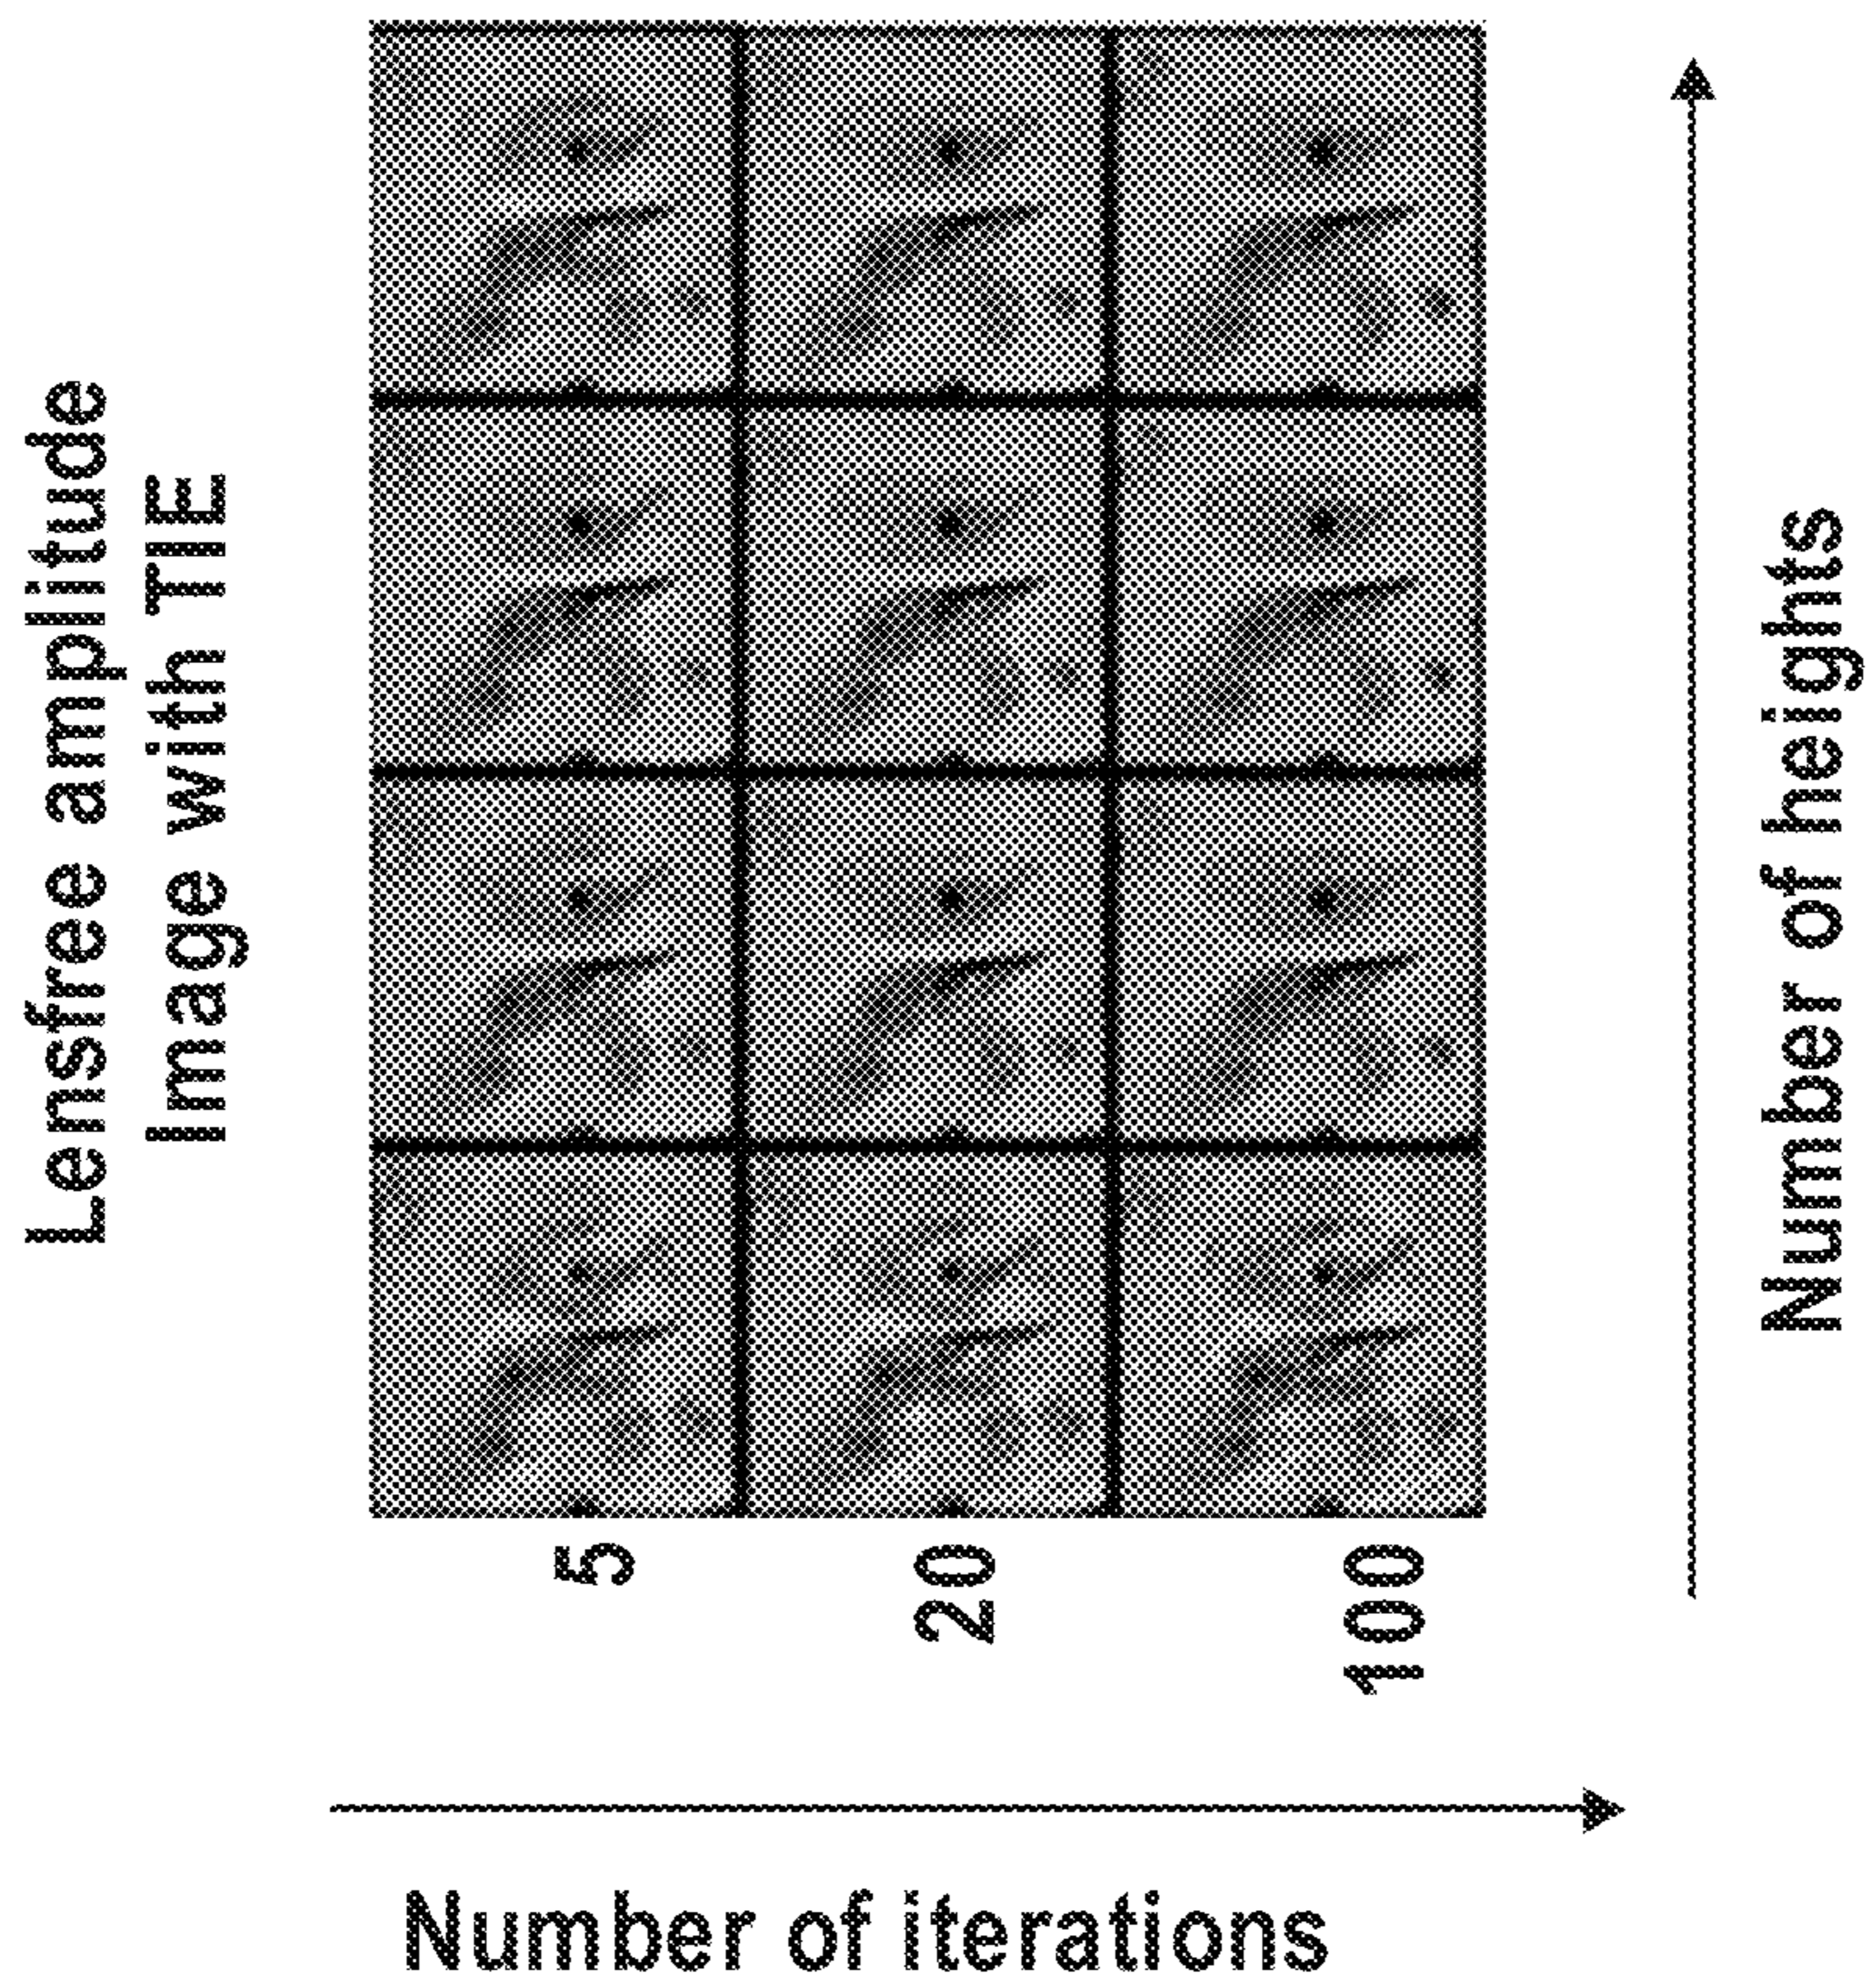 Lensfree amplitude
Image with TIE
5
20
100
Number of heights
Number of iterations